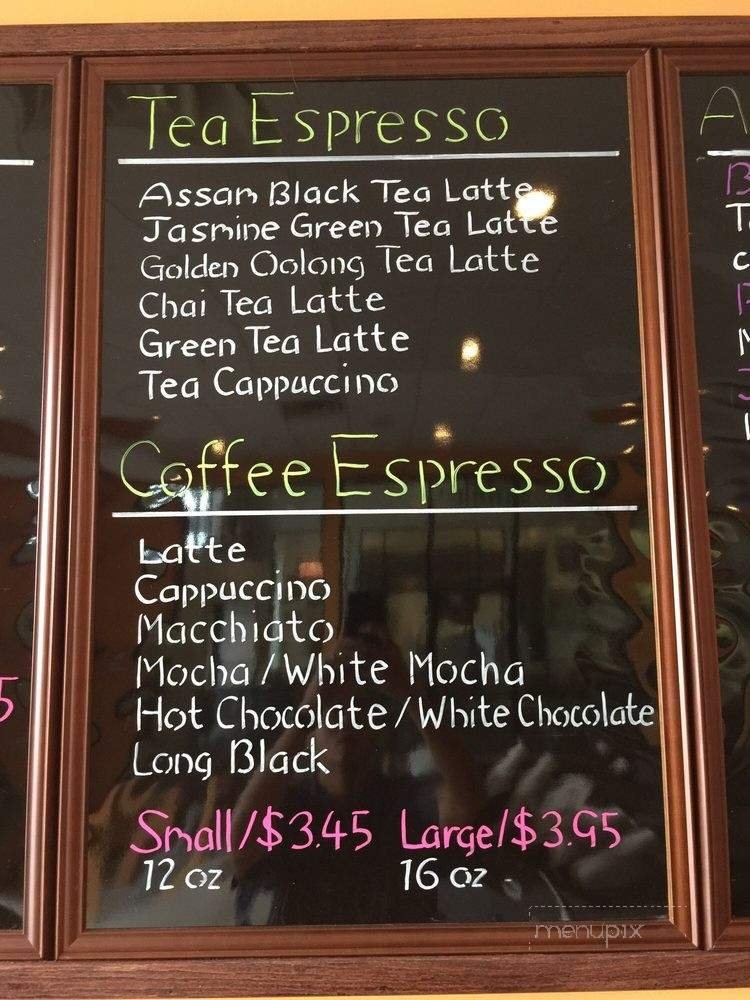 Tea Espresso
Assam Black Tea Latte
Jasmine Green Tea Latte
Golden Oolong Tea Latte
Chai Tea Latte
Green Tea Latte
Tea Cappuccino
Coffee Espresso
Latte
Cappuccino
Macchiato
Mocha / White Mocha
Hot Chocolate / White Chocolate
Long Black
Small/$3.45 Large/$3.95
12 oz 16 oz
menupix